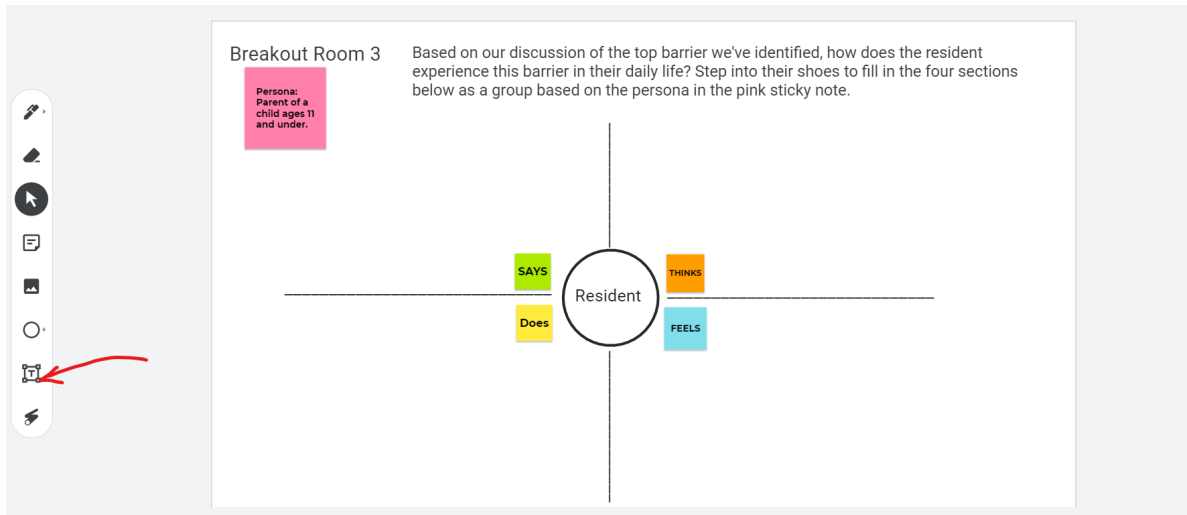 Breakout Room 3
Based on our discussion of the top barrier we've identified, how does the resident
experience this barrier in their daily life? Step into their shoes to fill in the four sections
below as a group based on the persona in the pink sticky note.
Persona:
Parent of a
child ages 11
and under.
SAYS
THINKS
Resident
Does
FEELS